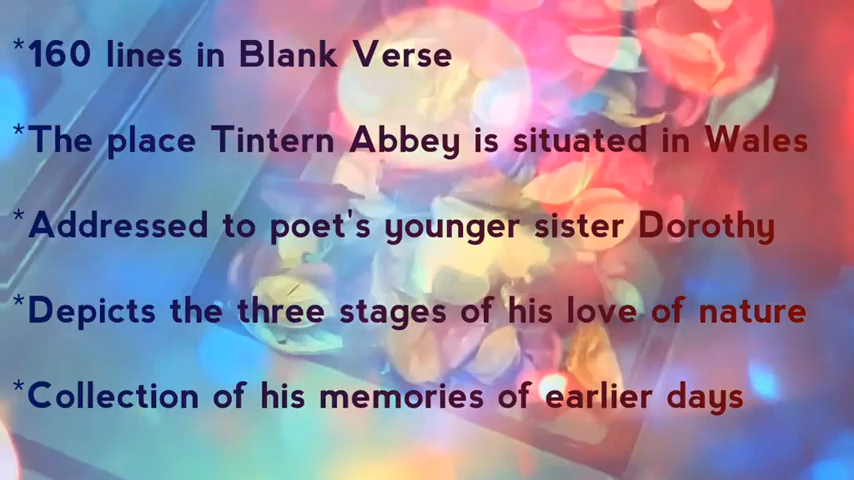 *160 lines in Blank Verse
*The place Tintern Abbey is situated in Wales
*Addressed to poet's younger sister Dorothy
*Depicts the three stages of his love of nature
*Collection of his memories of earlier days